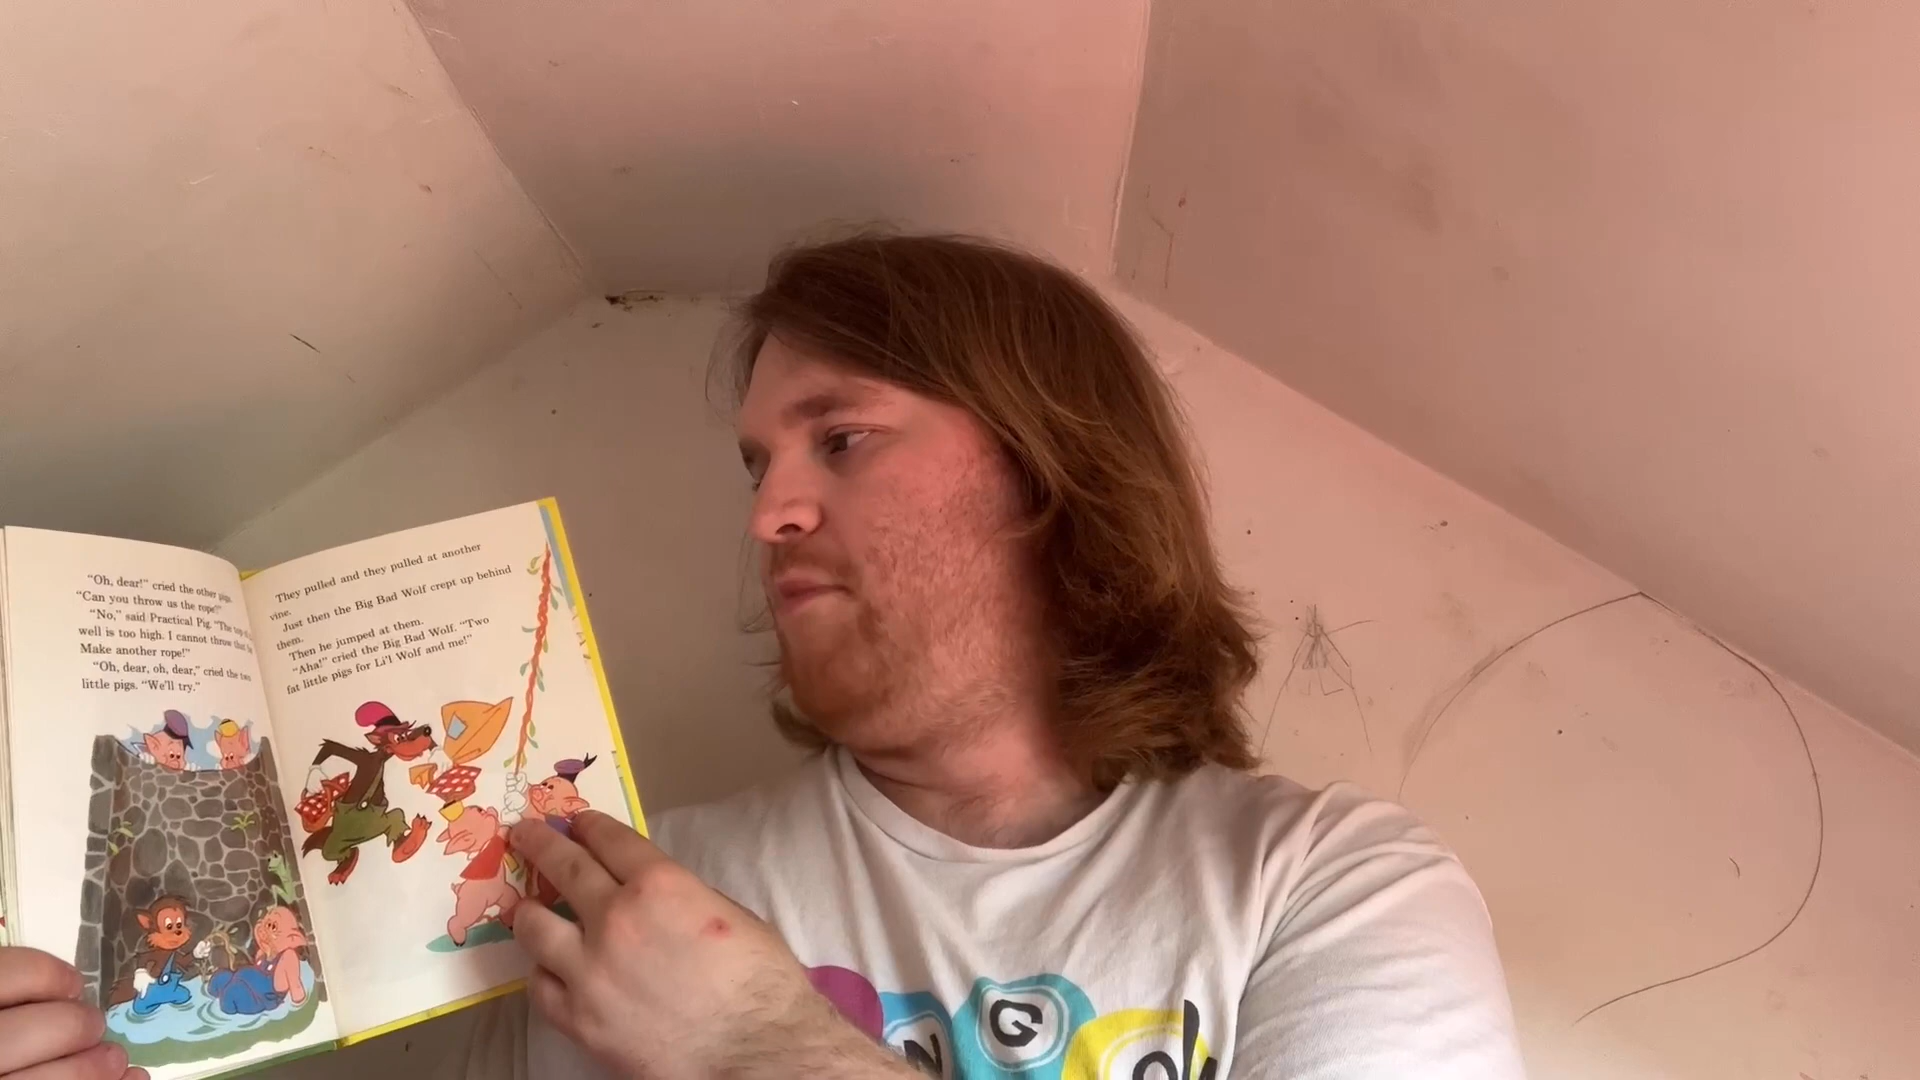 "Oh, dear!" cried the other pigs.
"Can you throw us the rope?"
"No," said Practical Pig. "The top
well is too high. I cannot throw that
Make another rope!"
"Oh, dear, oh, dear," cried the two
little pigs. "We'll try."
They pulled and they pulled at another
vine.
Just then the Big Bad Wolf crept up behind
them.
Then he jumped at them.
"Aha!" cried the Big Bad Wolf. "Two
fat little pigs for Li'l Wolf and me!"
N G O